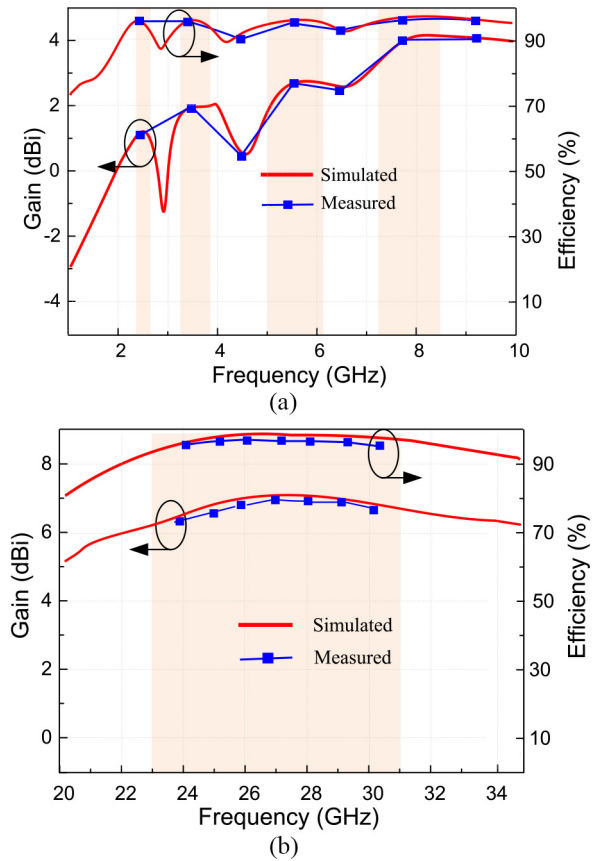 4
2
0
-2
-4
Gain (dBi)
90
70
50
30
10
Efficiency (%)
Simulated
Measured
2
4
6
8
10
Frequency (GHz)
(a)
8
6
4
2
0
Gain (dBi)
90
70
50
30
10
Efficiency (%)
Simulated
Measured
20
22
24
26
28
30
32
34
Frequency (GHz)
(b)